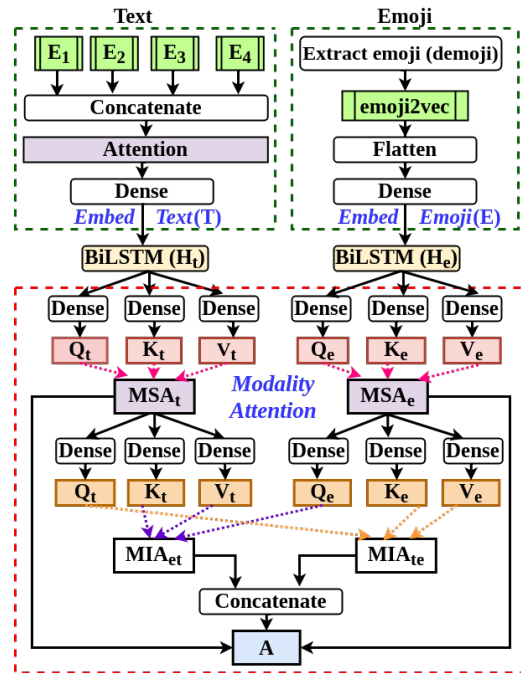 Text Emoji
E1 E2 E3 E4 Extract emoji (demoji)
Concatenate emoji2vec
Attention Flatten
Dense Dense
Embed Text(T) Embed Emoji(E)
BiLSTM (Ht) BiLSTM (He)
Dense Dense Dense Dense Dense Dense
Qt Kt Vt Qe Ke Ve
MSAt Modality Attention MSAe
Dense Dense Dense Dense Dense Dense
Qt Kt Vt Qe Ke Ve
MIAet MIAte
Concatenate
A